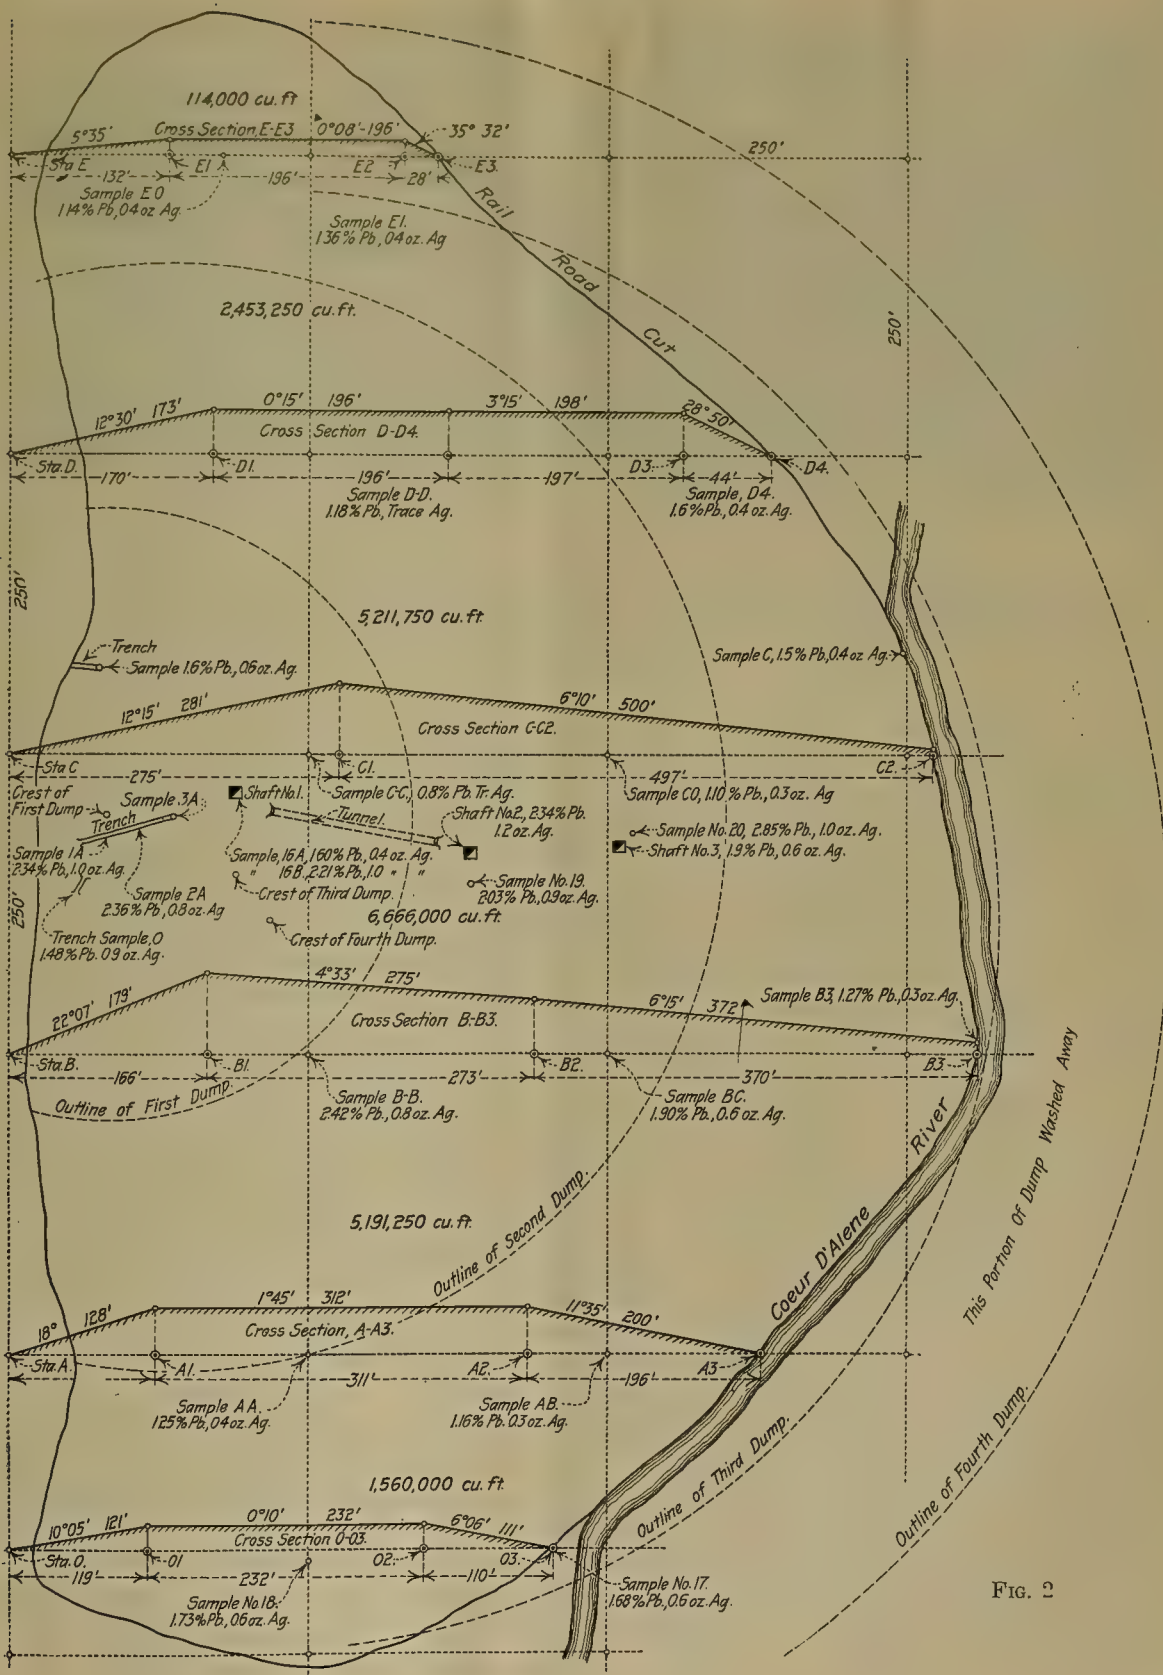 114,000 cu.ft
5°35'
Cross Section, E-E3
0°08'-196'
35° 32'
250'
Sta E
E1
E2
E3.
132'
196'
28'
Sample E0
1.14% Pb, 0.4 oz Ag.
Sample E1.
1.36% Pb, 0.4 oz. Ag
Rail Road Cut
2,453,250 cu.ft.
250'
12°30' 173'
0°15' 196'
3°15' 198'
28°50'
Cross Section D-D4.
Sta. D.
D1.
D3
D4.
170'
196'
197'
44'
Sample D-D.
1.18% Pb, Trace Ag.
Sample, D4.
1.6% Pb, 0.4 oz. Ag.
250'
5,211,750 cu.ft.
Trench
Sample 1.6% Pb, 0.6 oz. Ag.
Sample C, 1.5% Pb, 0.4 oz Ag
12°15' 281'
6°10' 500'
Cross Section C-C2.
Sta C
C1.
C2.
275'
497'
Crest of
First Dump
Sample 3A
Shaft No.1.
Sample C-C, 0.8% Pb. Tr. Ag.
Sample C0, 1.10% Pb, 0.3 oz. Ag
Trench
Tunnel
Shaft No.2, 2.34% Pb.
1.2 oz. Ag.
Sample No. 20, 2.85%, 1.0 oz. Ag.
Shaft No. 3, 1.9% Pb, 0.6 oz. Ag.
Sample 1A
2.34% Pb, 1.0 oz. Ag
Sample, 16A, 1.60% Pb, 0.4 oz. Ag.
" 16B, 2.21% Pb, 1.0 " "
Sample 2A
2.36% Pb, 0.8 oz. Ag
Crest of Third Dump.
Sample No. 19.
2.03% Pb, 0.9 oz. Ag.
250'
6,666,000 cu.ft.
Crest of Fourth Dump.
Trench Sample, O
1.48% Pb. 0.9 oz. Ag.
22°07' 179'
4°33' 275'
6°15' 372'
Sample B3, 1.27% Pb, 0.3 oz. Ag.
Cross Section B-B3.
Sta. B.
B1.
B2.
B3.
166'
273'
370'
Outline of First Dump
Sample B-B.
2.42% Pb, 0.8 oz. Ag.
Sample BC.
1.90% Pb, 0.6 oz. Ag.
Coeur D'Alene River
This Portion Of Dump Washed Away
5,191,250 cu.ft.
Outline of Second Dump.
18° 128'
1°45' 312'
11°35' 200'
Cross Section, A-A3.
Sta. A.
A1.
A2.
A3
311'
196'
Sample AA.
1.25% Pb, 0.4 oz. Ag.
Sample AB.
1.16% Pb. 0.3 oz. Ag.
Outline of Third Dump.
Outline of Fourth Dump.
1,560,000 cu.ft.
10°05' 121'
0°10' 232'
6°06' 111'
Cross Section O-O3.
Sta. O.
O1
O2.
O3.
119'
232'
110'
Sample No. 18.
1.73% Pb, 0.6 oz. Ag.
Sample No. 17.
1.68% Pb, 0.6 oz. Ag.
FIG. 2